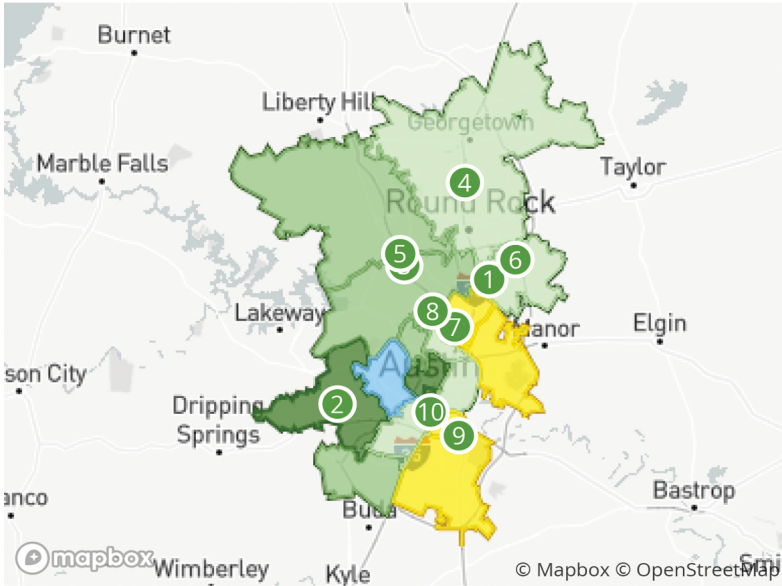 Burnet
Liberty Hill
Georgetown
Marble Falls
Taylor
4
Round Rock
5
6
1
Lakeway
8
7
Manor
Elgin
son City
Austin
2
Dripping
Springs
10
9
anco
Bastrop
Buda
mapbox
Wimberley
Kyle
© Mapbox © OpenStreetMap
Smi